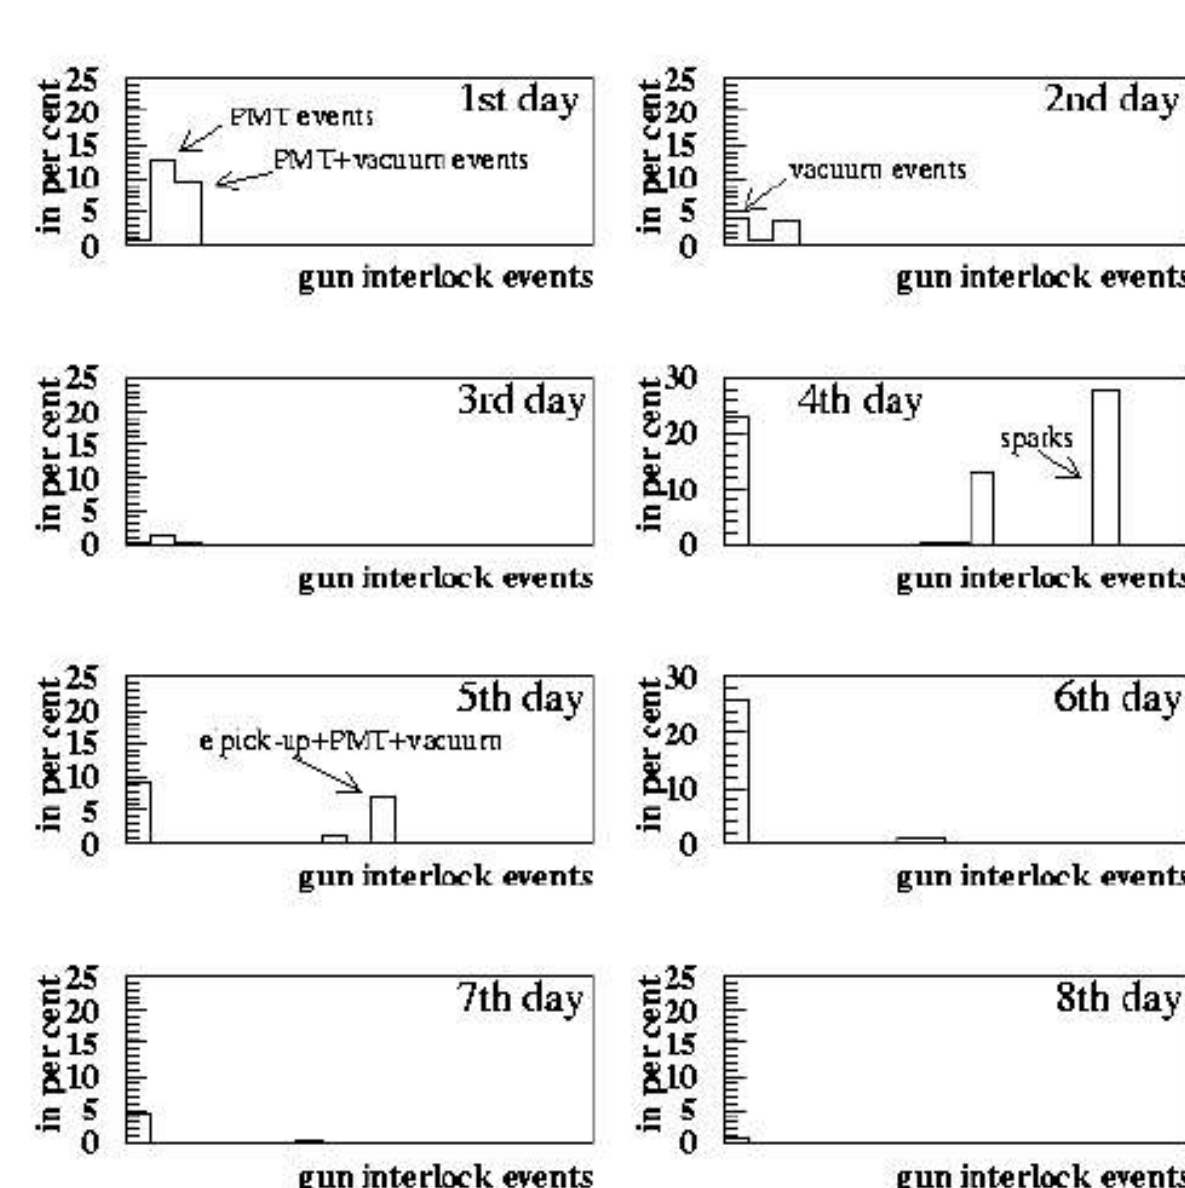 in per cent
25
20
15
10
5
0
1st day
PMT events
PMT+vacuum events
gun interlock events
in per cent
25
20
15
10
5
0
2nd day
vacuum events
gun interlock events
in per cent
25
20
15
10
5
0
3rd day
gun interlock events
in per cent
30
20
10
0
4th day
sparks
gun interlock events
in per cent
25
20
15
10
5
0
5th day
e pick-up+PMT+vacuum
gun interlock events
in per cent
30
20
10
0
6th day
gun interlock events
in per cent
25
20
15
10
5
0
7th day
gun interlock events
in per cent
25
20
15
10
5
0
8th day
gun interlock events